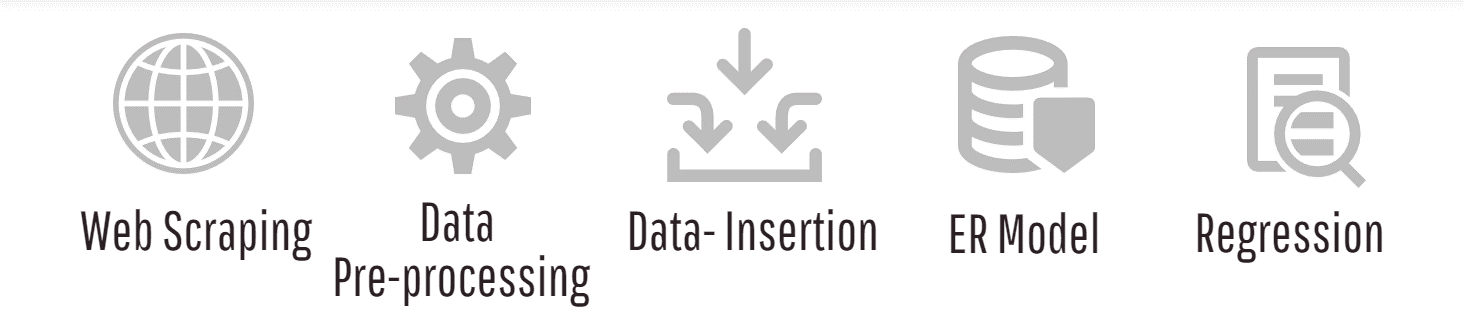 Web Scraping
Data
Pre-processing
Data- Insertion
ER Model
Regression